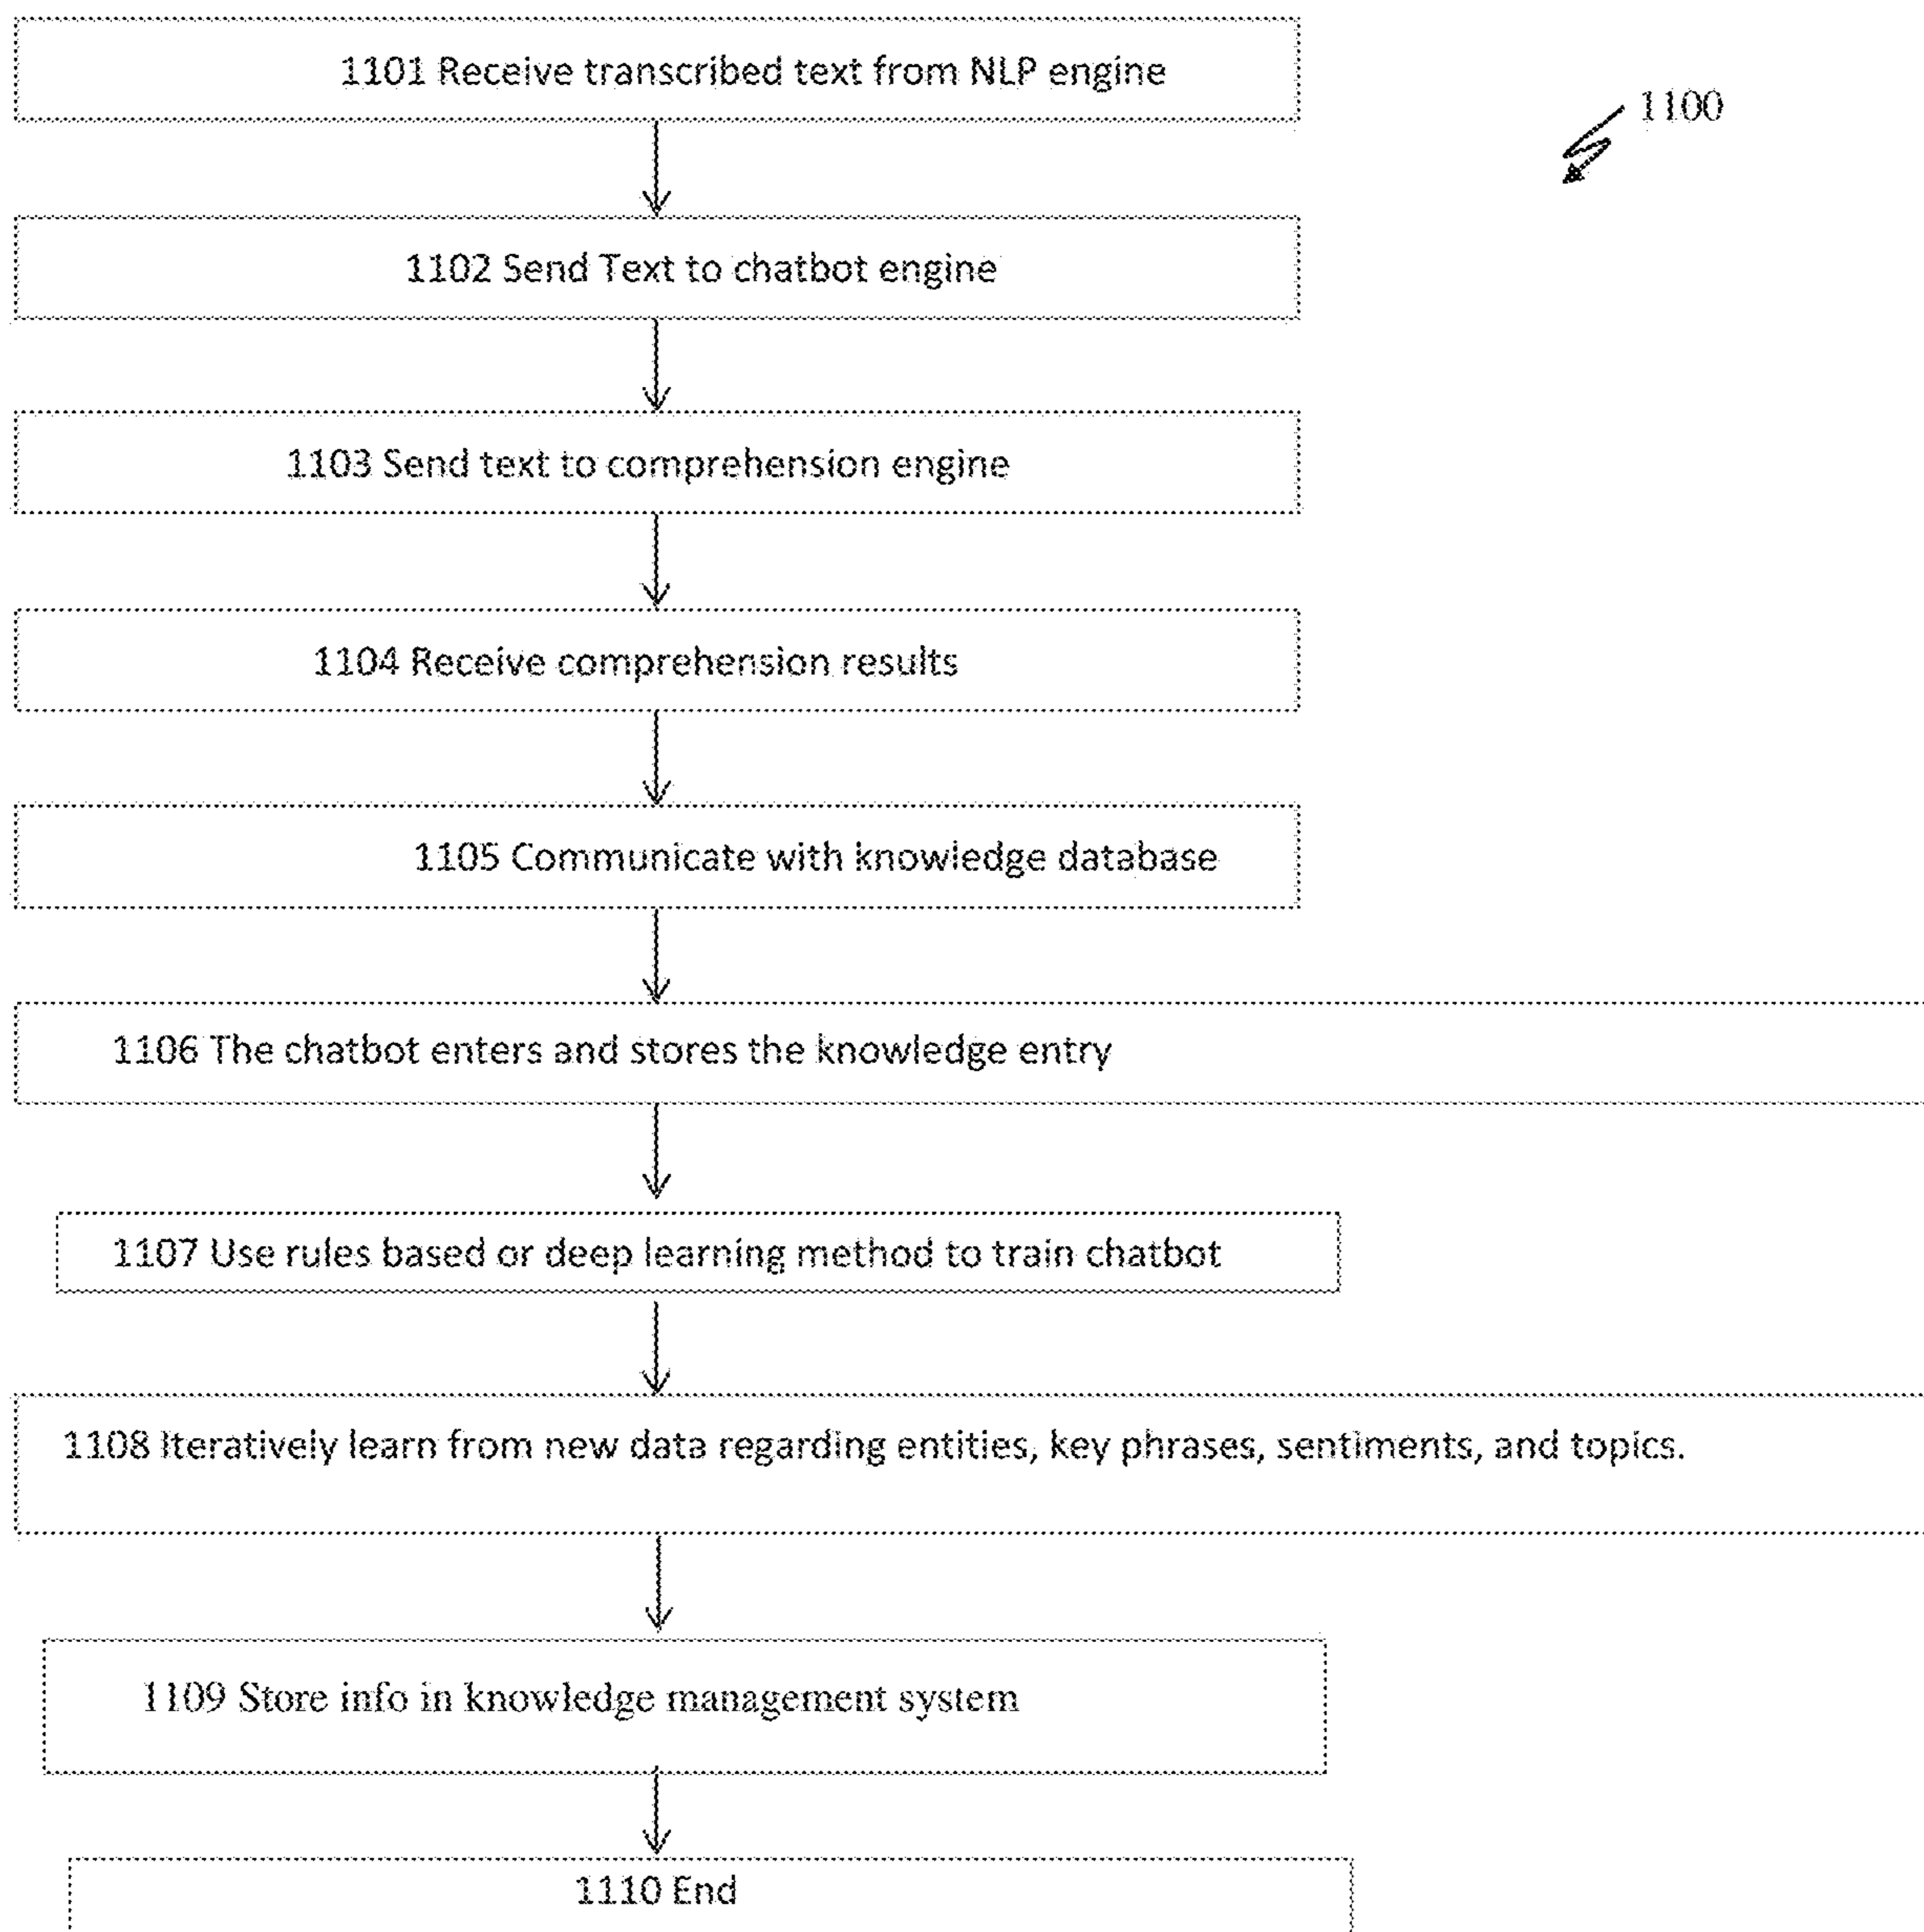 1101 Receive transcribed text from NLP engine
1100
1102 Send Text to chatbot engine
1103 Send text to comprehension engine
1104 Receive comprehension results
1105 Communicate with knowledge database
1106 The chatbot enters and stores the knowledge entry
1107 Use rules based or deep learning method to train chatbot
1108 Iteratively learn from new data regarding entities, key phrases, sentiments, and topics.
1109 Store info in knowledge management system
1110 End